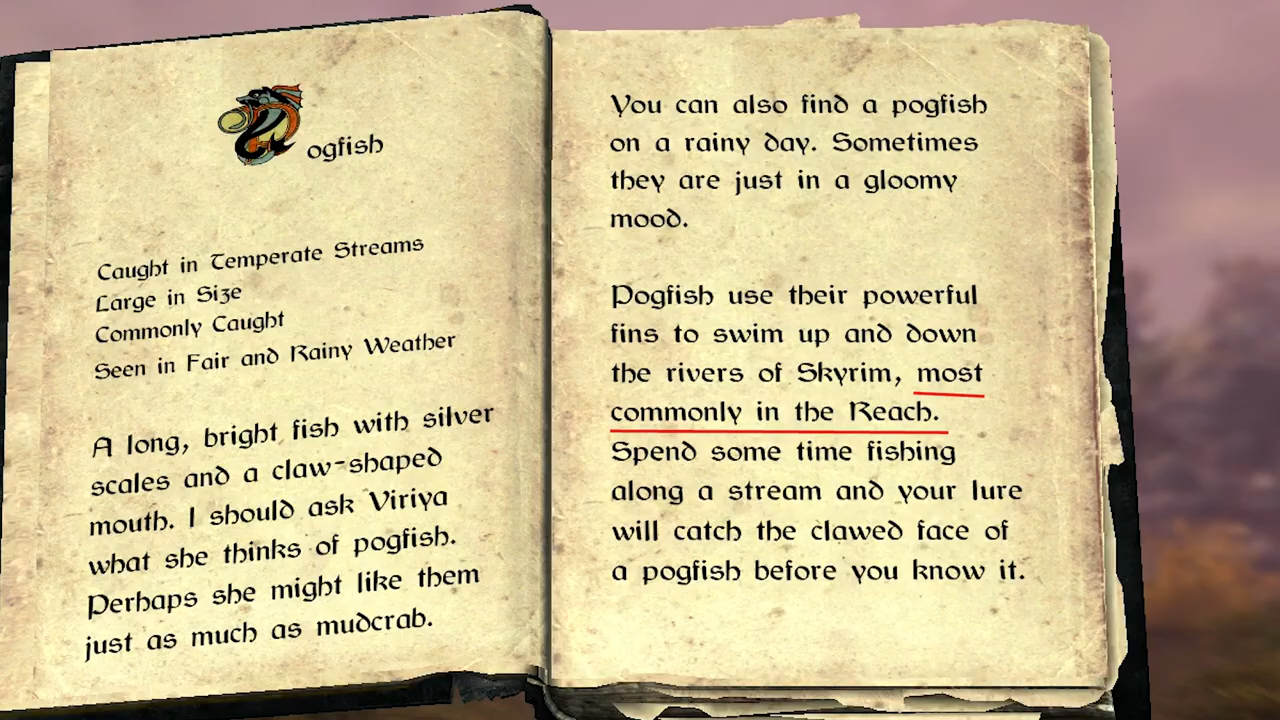 Pogfish
Caught in Temperate Streams
Large in Size
Commonly Caught
Seen in Fair and Rainy Weather
A long, bright fish with silver
scales and a claw-shaped
mouth. I should ask Viriya
what she thinks of pogfish.
Perhaps she might like them
just as much as mudcrab.
You can also find a pogfish
on a rainy day. Sometimes
they are just in a gloomy
mood.
Pogfish use their powerful
fins to swim up and down
the rivers of Skyrim, most
commonly in the Reach.
Spend some time fishing
along a stream and your lure
will catch the clawed face of
a pogfish before you know it.